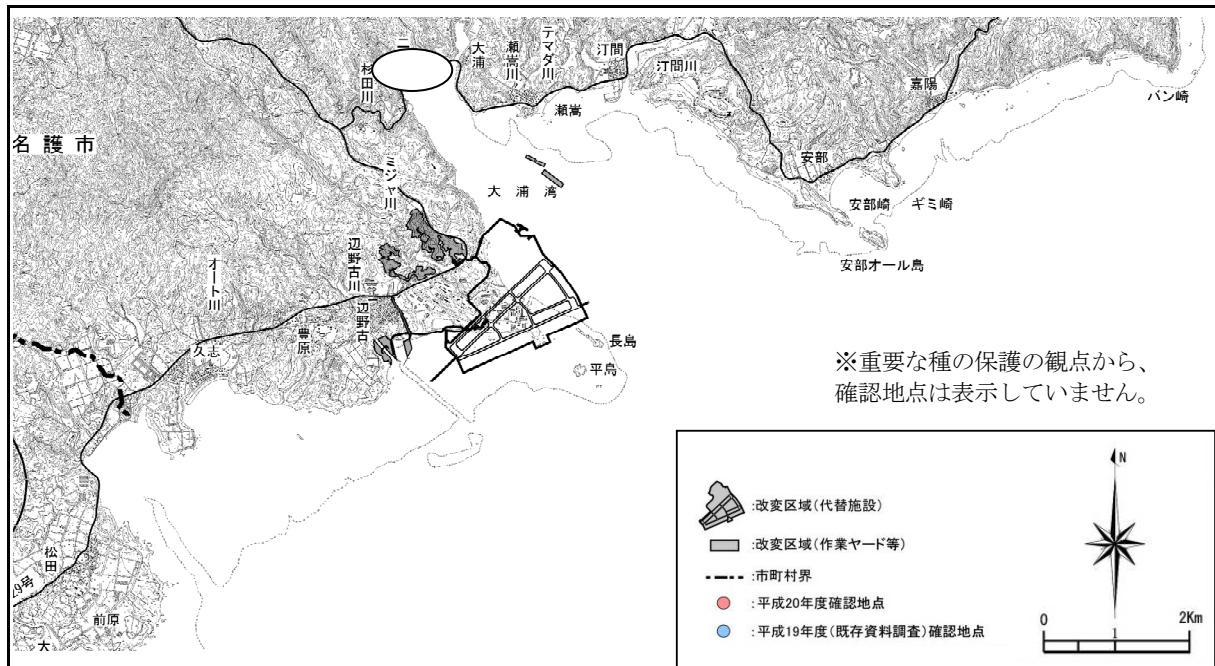 二
大浦
瀬嵩川
テマダ川
汀間
汀間川
嘉陽
バン崎
杉田川
瀬嵩
名護市
安部
ミジャ川
大浦湾
安部崎
ギミ崎
安部オール島
辺野古川
オート川
辺野古
豊原
久志
長島
平島
※重要な種の保護の観点から、
確認地点は表示していません。
松田
29号
前原
大
N
:改変区域(代替施設)
:改変区域(作業ヤード等)
:市町村界
:平成20年度確認地点
:平成19年度(既存資料調査)確認地点
0
1
2Km